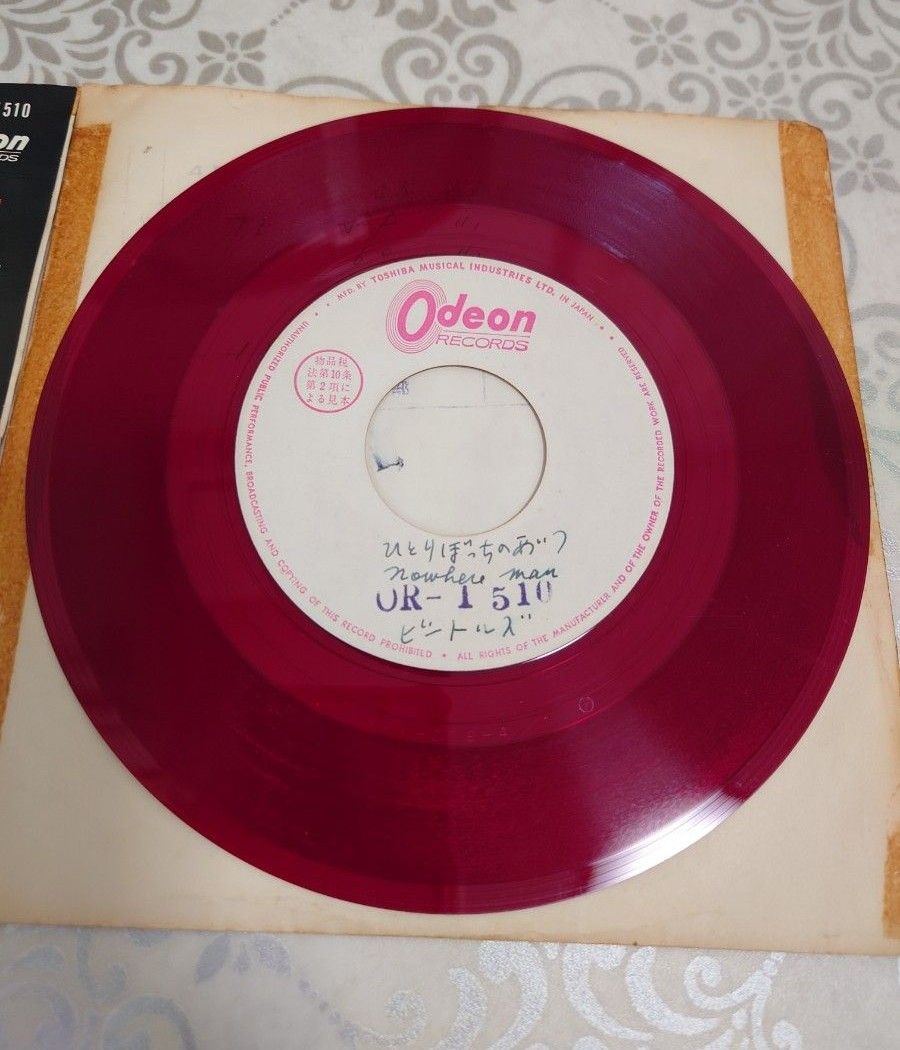 510
on
DS
MFD. BY TOSHIBA MUSICAL INDUSTRIES LTD. IN JAPAN
Odeon
RECORDS
物品税
法第10条
第2項に
よる見本
ひとりぼっちのあいつ
Nowhere man
OR-1510
ビートルズ
UNAUTHORIZED PUBLIC PERFORMANCE, BROADCASTING AND COPYING OF THIS RECORD PROHIBITED • ALL RIGHTS OF THE MANUFACTURER AND OF THE OWNER OF THE RECORDED WORK ARE RESERVED